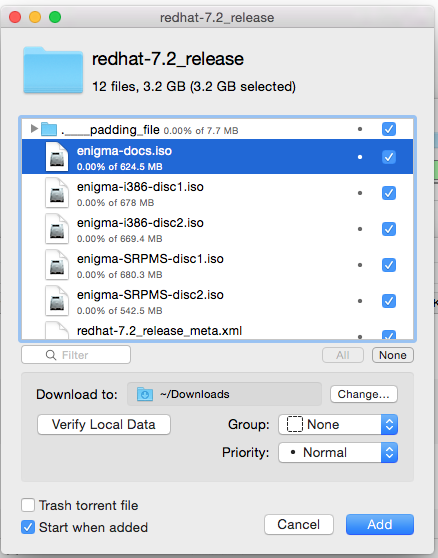 redhat-7.2_release
redhat-7.2_release
12 files, 3.2 GB (3.2 GB selected)
.____padding_file 0.00% of 7.7 MB
enigma-docs.iso
0.00% of 624.5 MB
enigma-i386-disc1.iso
0.00% of 678 MB
enigma-i386-disc2.iso
0.00% of 669.4 MB
enigma-SRPMS-disc1.iso
0.00% of 680.3 MB
enigma-SRPMS-disc2.iso
0.00% of 542.5 MB
redhat-7.2_release_meta.xml
Filter All None
Download to: ~/Downloads Change...
Verify Local Data Group: None
Priority: • Normal
Trash torrent file
Start when added Cancel Add